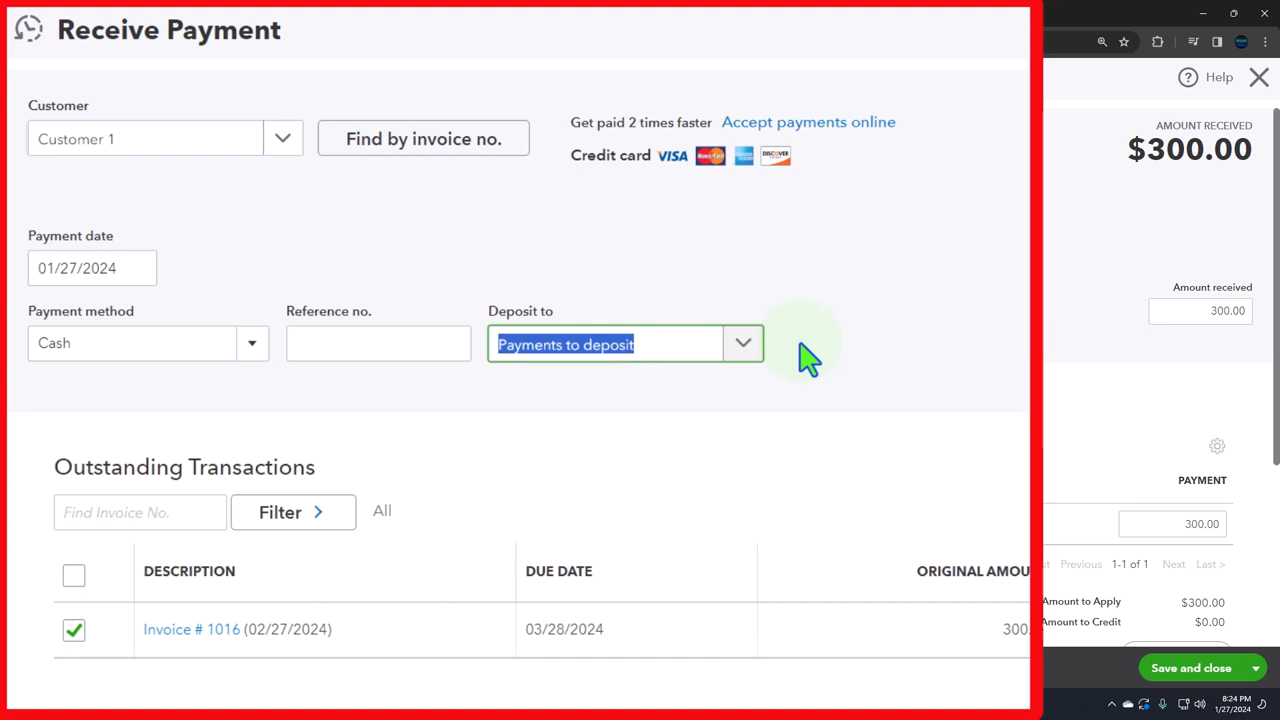 Receive Payment
Help
Customer
Customer 1
Find by invoice no.
Get paid 2 times faster Accept payments online
Credit card VISA MasterCard DISCOVER
AMOUNT RECEIVED
$300.00
Payment date
01/27/2024
Payment method
Cash
Reference no.
Deposit to
Payments to deposit
Amount received
300.00
Outstanding Transactions
Find Invoice No.
Filter >
All
DESCRIPTION DUE DATE ORIGINAL AMOU PAYMENT
Invoice # 1016 (02/27/2024) 03/28/2024 300. 300.00
st Previous 1-1 of 1 Next Last >
Amount to Apply $300.00
Amount to Credit $0.00
Save and close
8:24 PM
1/27/2024